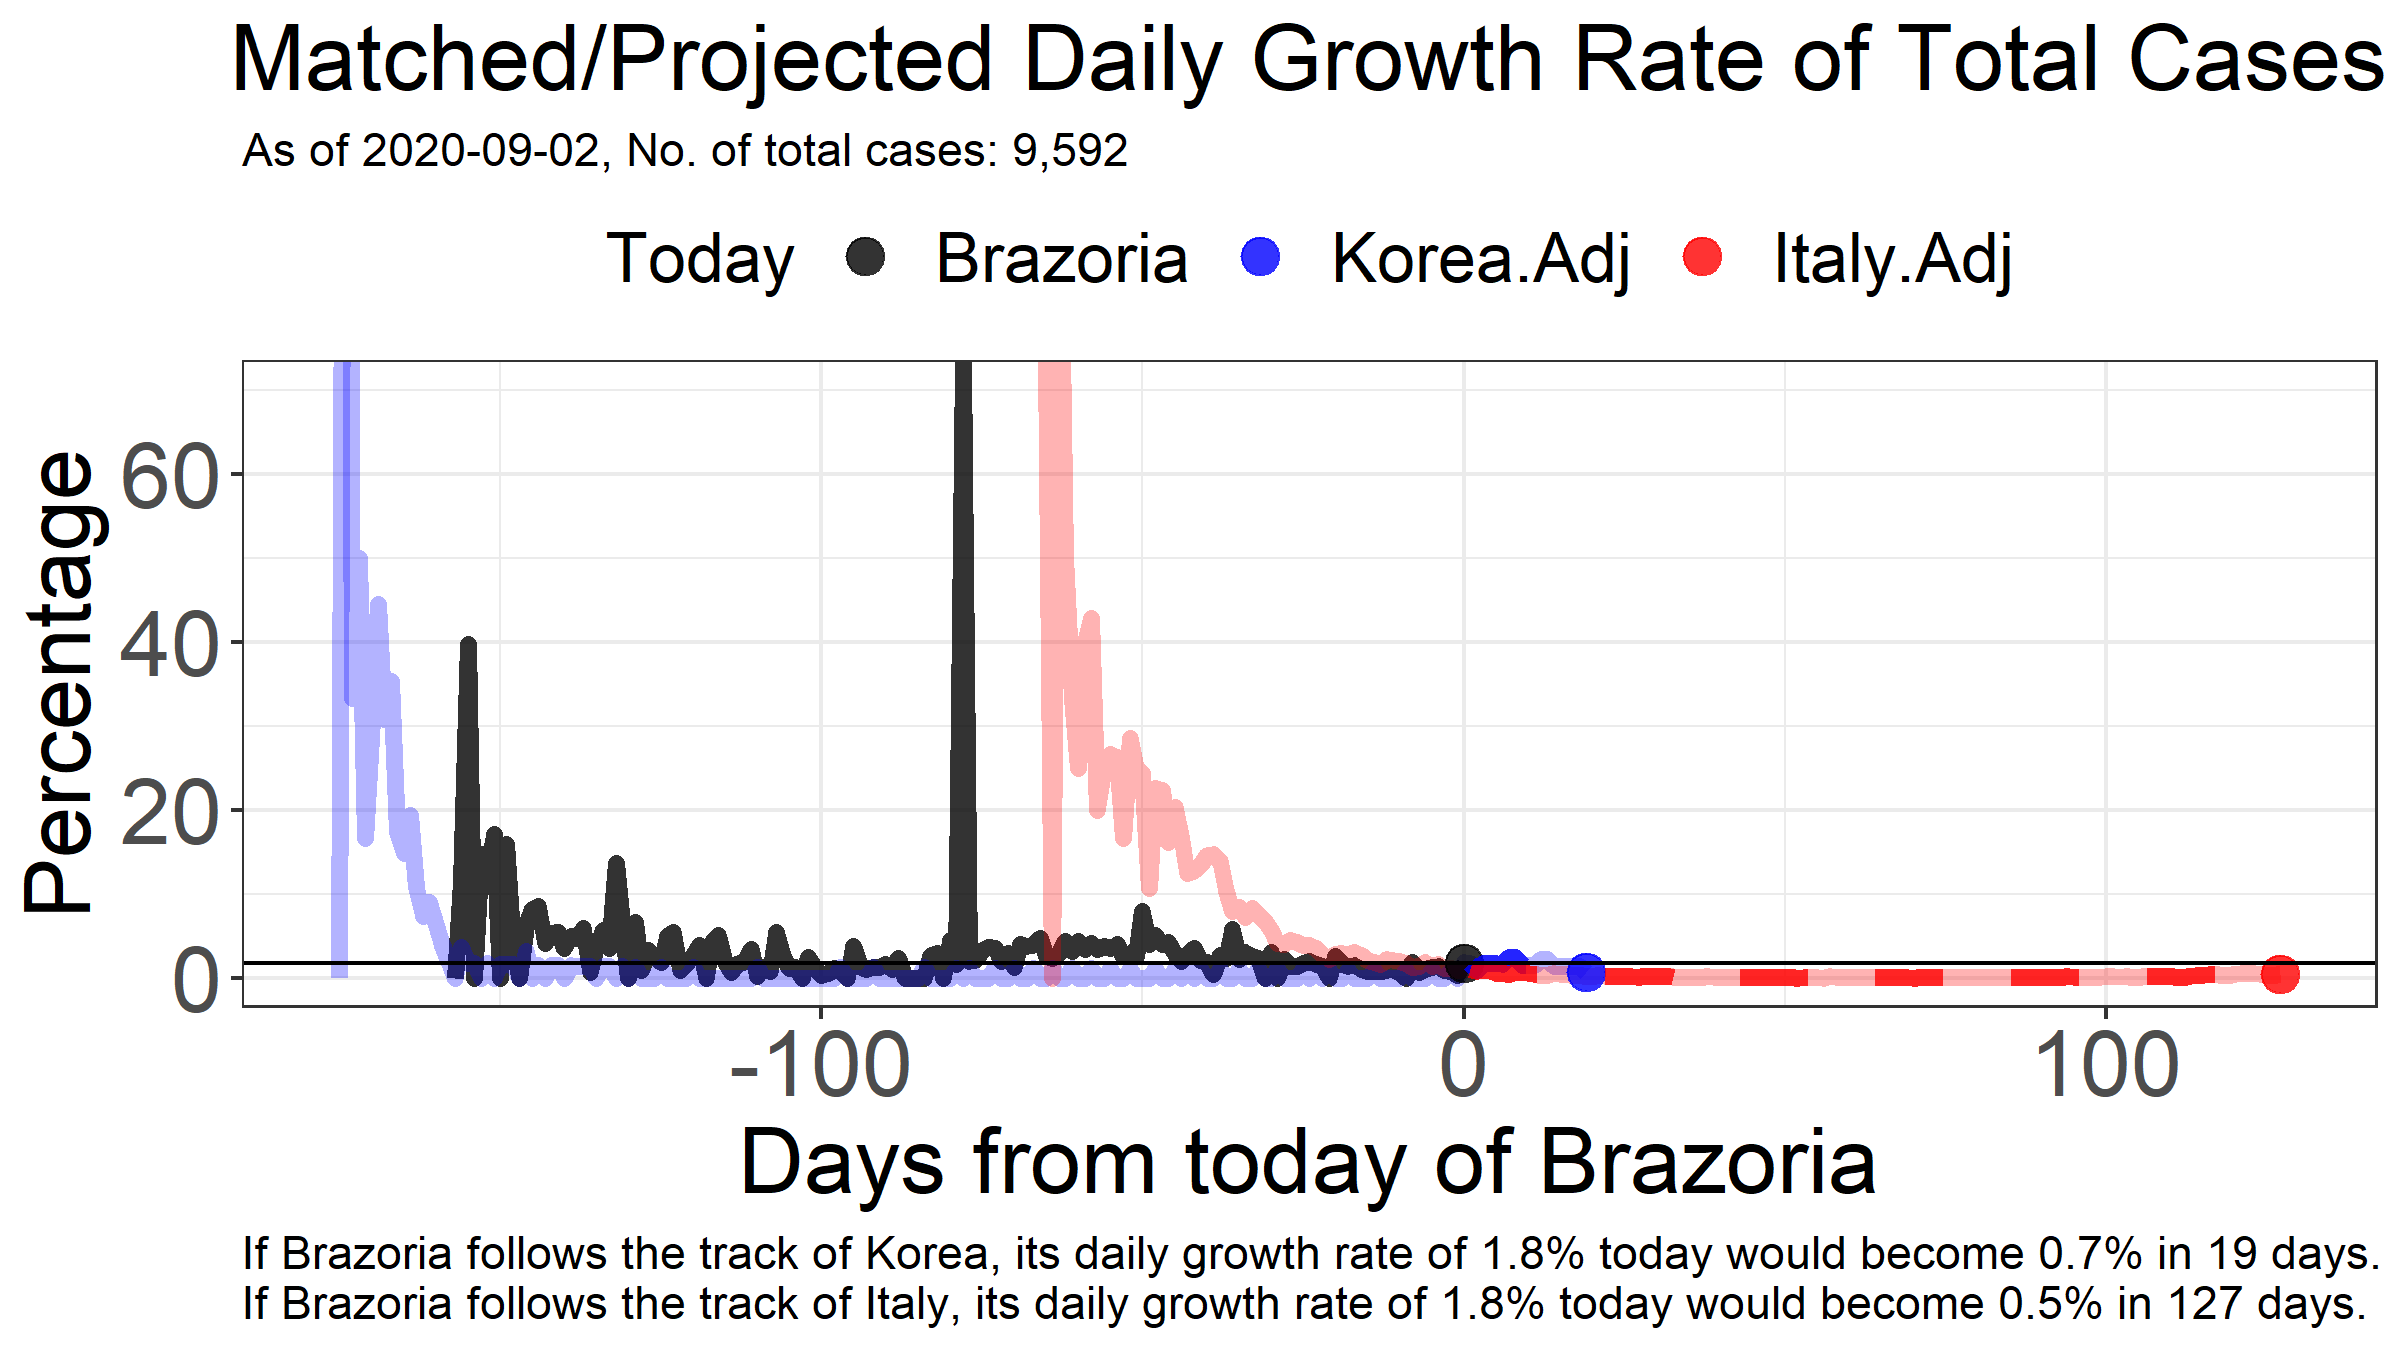 Matched/Projected Daily Growth Rate of Total Cases
As of 2020-09-02, No. of total cases: 9,592
Today Brazoria Korea.Adj Italy.Adj
Percentage
60
40
20
0
-100 0 100
Days from today of Brazoria
If Brazoria follows the track of Korea, its daily growth rate of 1.8% today would become 0.7% in 19 days.
If Brazoria follows the track of Italy, its daily growth rate of 1.8% today would become 0.5% in 127 days.